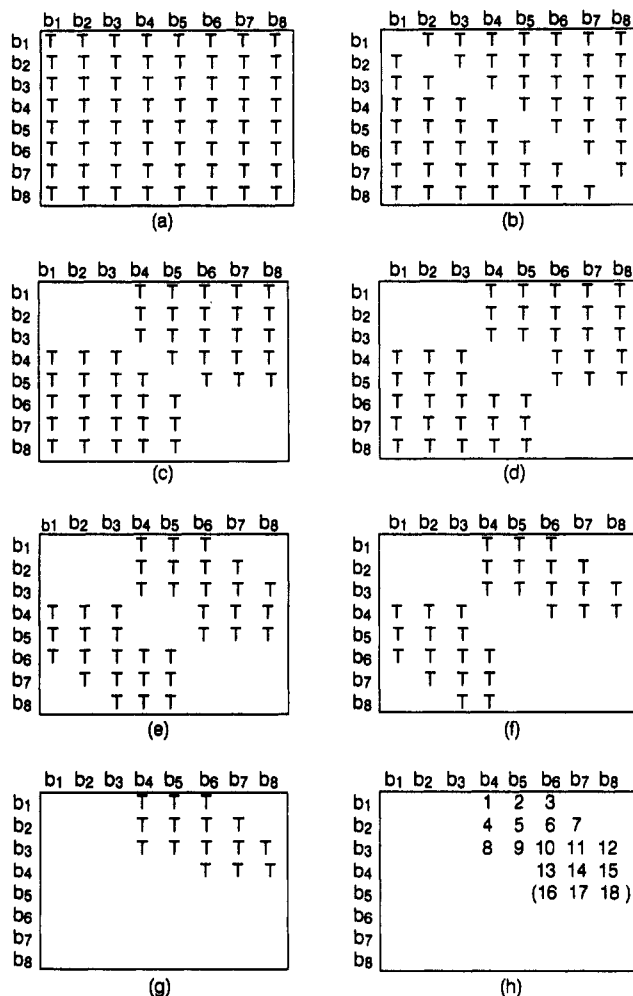 b1 b2 b3 b4 b5 b6 b7 b8
b1 T T T T T T T T
b2 T T T T T T T T
b3 T T T T T T T T
b4 T T T T T T T T
b5 T T T T T T T T
b6 T T T T T T T T
b7 T T T T T T T T
b8 T T T T T T T T
(a)
b1 b2 b3 b4 b5 b6 b7 b8
b1 T T T T T T T
b2 T T T T T T T
b3 T T T T T T T
b4 T T T T T T T
b5 T T T T T T T
b6 T T T T T T T
b7 T T T T T T T
b8 T T T T T T T
(b)
b1 b2 b3 b4 b5 b6 b7 b8
b1 T T T T T
b2 T T T T T
b3 T T T T T
b4 T T T T T T T
b5 T T T T T T T
b6 T T T T T
b7 T T T T T
b8 T T T T T
(c)
b1 b2 b3 b4 b5 b6 b7 b8
b1 T T T T T
b2 T T T T T
b3 T T T T T
b4 T T T T T T
b5 T T T T T T
b6 T T T T T
b7 T T T T T
b8 T T T T T
(d)
b1 b2 b3 b4 b5 b6 b7 b8
b1 T T T
b2 T T T T
b3 T T T T T
b4 T T T T T T
b5 T T T T T T
b6 T T T T T
b7 T T T T
b8 T T T
(e)
b1 b2 b3 b4 b5 b6 b7 b8
b1 T T T
b2 T T T T
b3 T T T T T
b4 T T T T T T
b5 T T T
b6 T T T T
b7 T T T
b8 T T
(f)
b1 b2 b3 b4 b5 b6 b7 b8
b1 T T T
b2 T T T T
b3 T T T T T
b4 T T T
b5
b6
b7
b8
(g)
b1 b2 b3 b4 b5 b6 b7 b8
b1 1 2 3
b2 4 5 6 7
b3 8 9 10 11 12
b4 13 14 15
b5 (16 17 18 )
b6
b7
b8
(h)